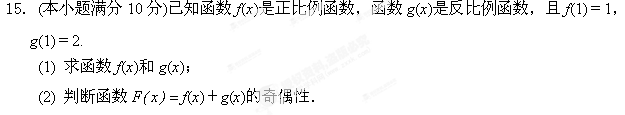 15. (本小题满分 10 分)已知函数 f(x)是正比例函数，函数 g(x)是反比例函数，且 f(1)＝1，
g(1)＝2.
(1) 求函数 f(x)和 g(x)；
(2) 判断函数 F(x)＝f(x)＋g(x)的奇偶性.